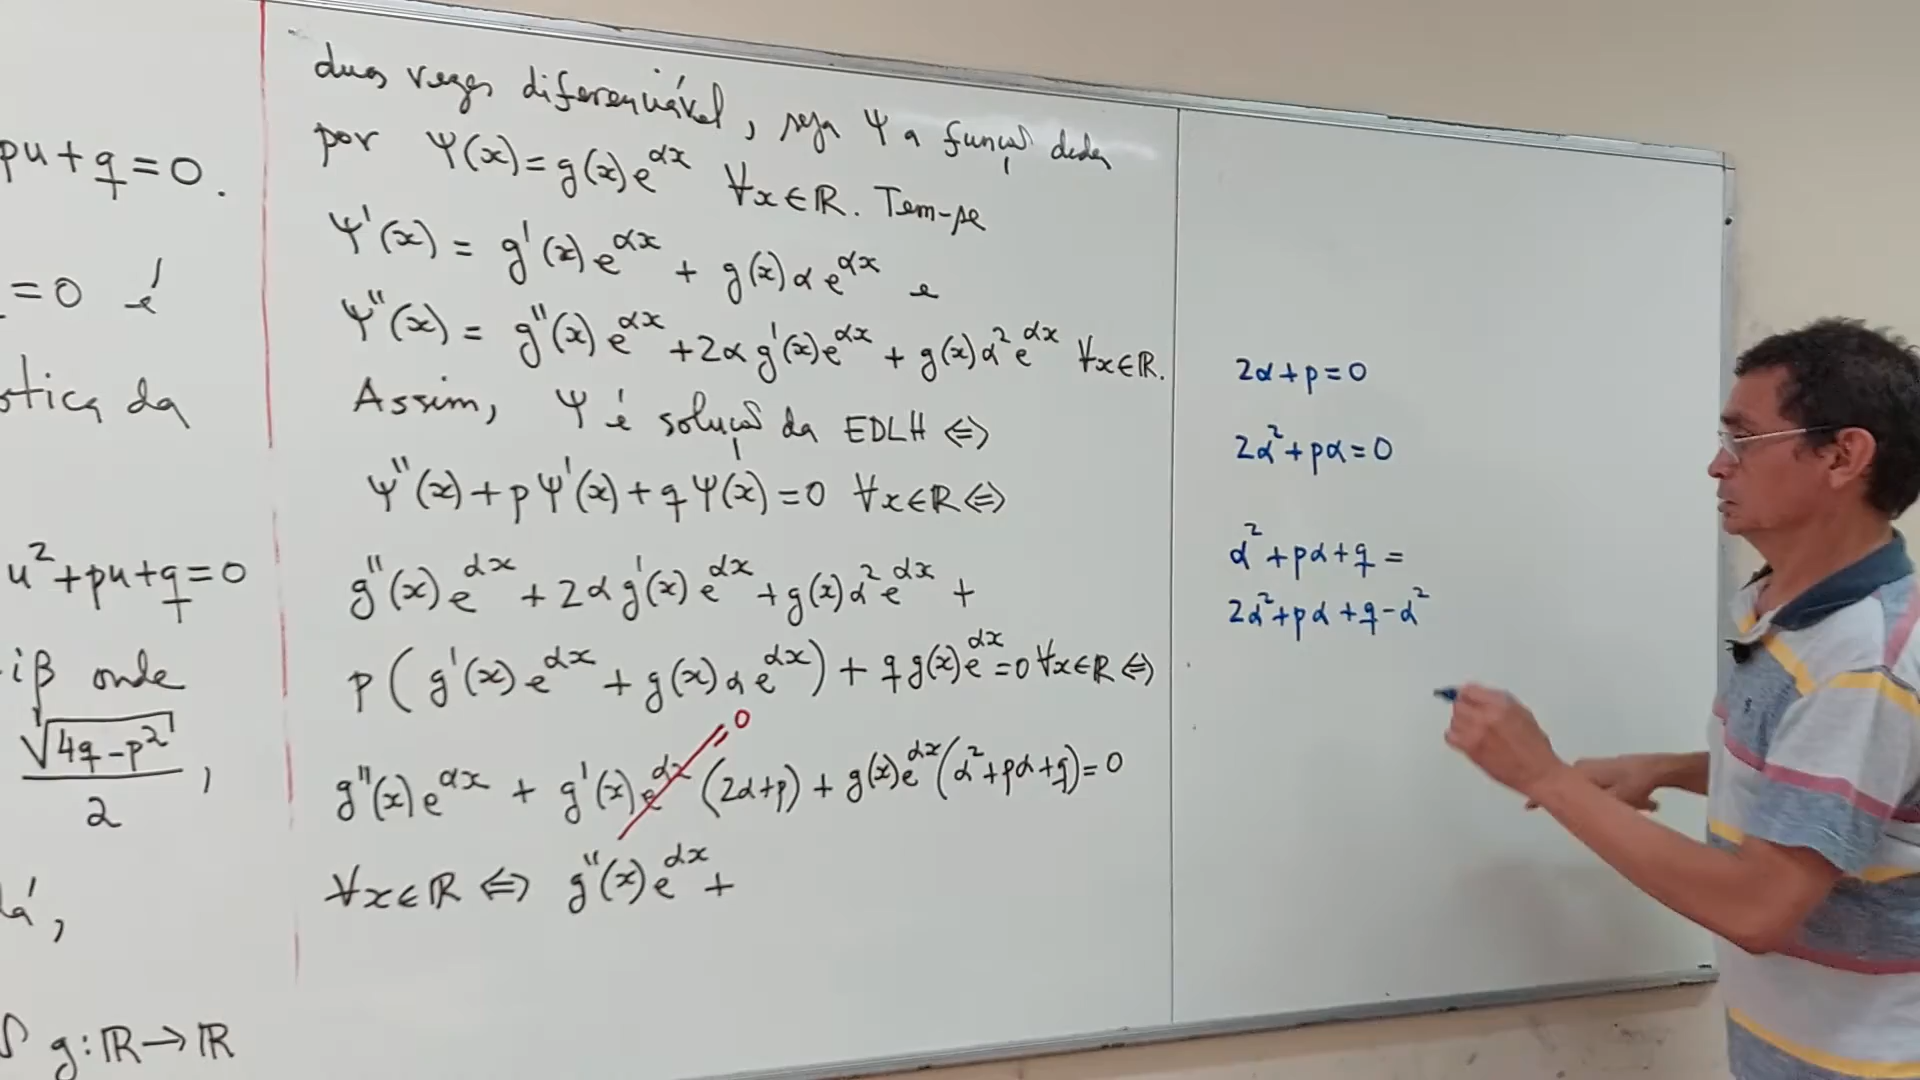 pu+q=0.
=0 é
stica da
u²+pu+q=0
iβ onde
√(4q-p²)/2,
lá,
g:ℝ→ℝ
duas vezes diferenciável, seja Ψ a função dada
por Ψ(x)=g(x)e^{αx} ∀x∈ℝ. Tem-se
Ψ'(x) = g'(x)e^{αx} + g(x)αe^{αx} e
Ψ''(x) = g''(x)e^{αx}+2αg'(x)e^{αx}+g(x)α²e^{αx} ∀x∈ℝ.
Assim, Ψ é solução da EDLH ⇔
Ψ''(x)+pΨ'(x)+qΨ(x)=0 ∀x∈ℝ⇔
g''(x)e^{αx}+2αg'(x)e^{αx}+g(x)α²e^{αx}+
p(g'(x)e^{αx}+g(x)αe^{αx})+qg(x)e^{αx}=0 ∀x∈ℝ⇔
=0
g''(x)e^{αx}+g'(x)e^{αx}(2α+p)+g(x)e^{αx}(α²+pα+q)=0
∀x∈ℝ ⇔ g''(x)e^{αx}+
2α+p=0
2α²+pα=0
α²+pα+q=
2α²+pα+q-α²